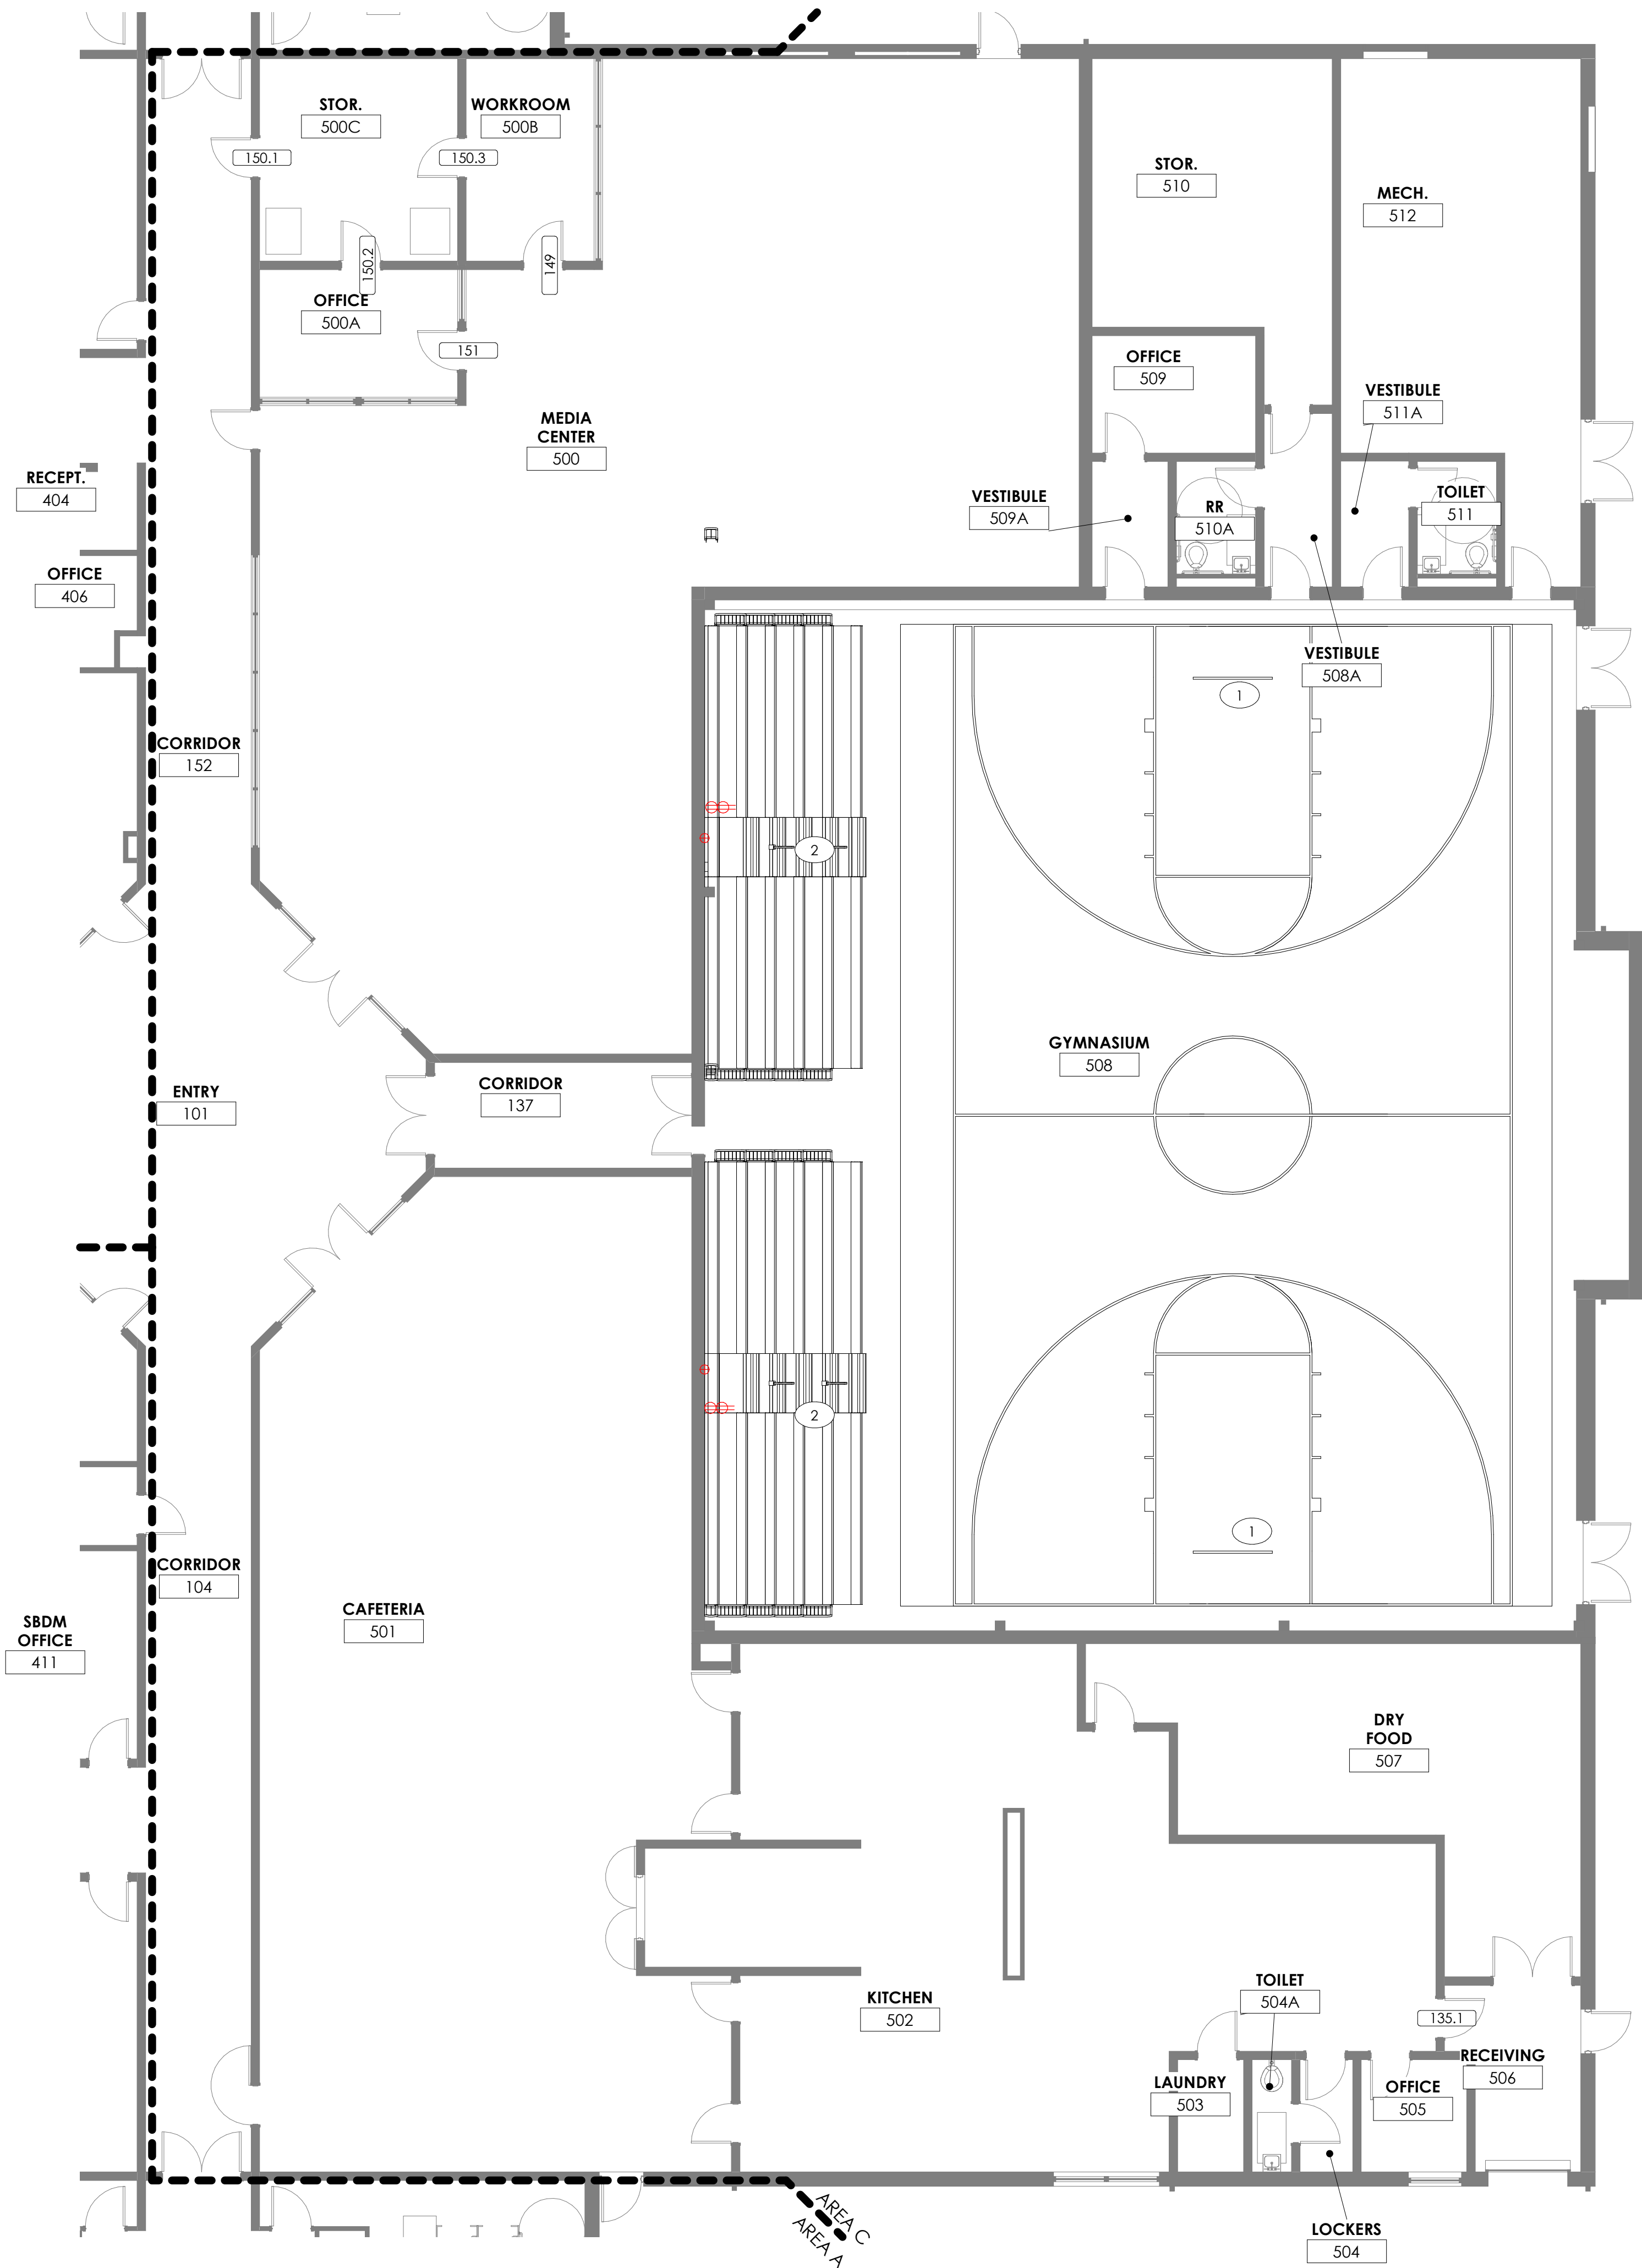 STOR.
500C
WORKROOM
500B
150.1
150.3
STOR.
510
MECH.
512
150.2
149
OFFICE
500A
151
OFFICE
509
VESTIBULE
511A
MEDIA
CENTER
500
RECEPT.
404
VESTIBULE
509A
RR
510A
TOILET
511
OFFICE
406
VESTIBULE
508A
1
CORRIDOR
152
2
GYMNASIUM
508
CORRIDOR
137
ENTRY
101
2
1
CORRIDOR
104
CAFETERIA
501
SBDM
OFFICE
411
DRY
FOOD
507
KITCHEN
502
TOILET
504A
135.1
RECEIVING
506
LAUNDRY
503
OFFICE
505
AREA C
AREA A
LOCKERS
504